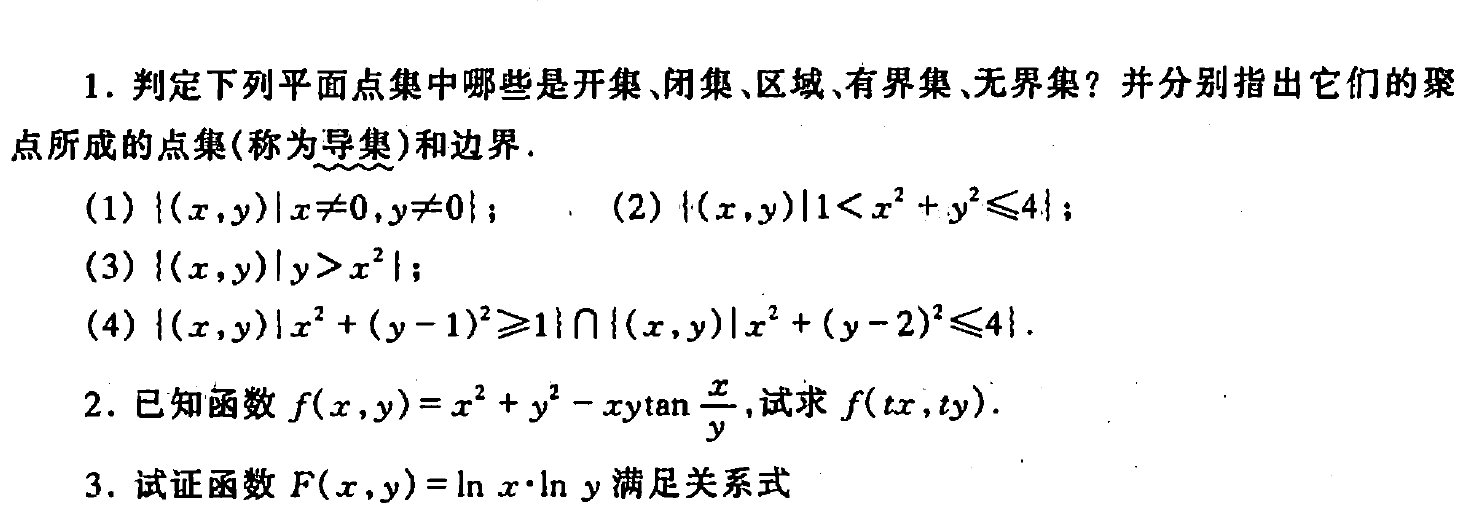 1. 判定下列平面点集中哪些是开集、闭集、区域、有界集、无界集? 并分别指出它们的聚
点所成的点集(称为导集)和边界.
(1) {(x,y)|x≠0,y≠0}; (2) {(x,y)|1<x²+y²≤4};
(3) {(x,y)|y>x²};
(4) {(x,y)|x²+(y-1)²≥1}∩{(x,y)|x²+(y-2)²≤4}.
2. 已知函数 f(x,y)=x²+y²-xytan x/y,试求 f(tx,ty).
3. 试证函数 F(x,y)=ln x·ln y 满足关系式